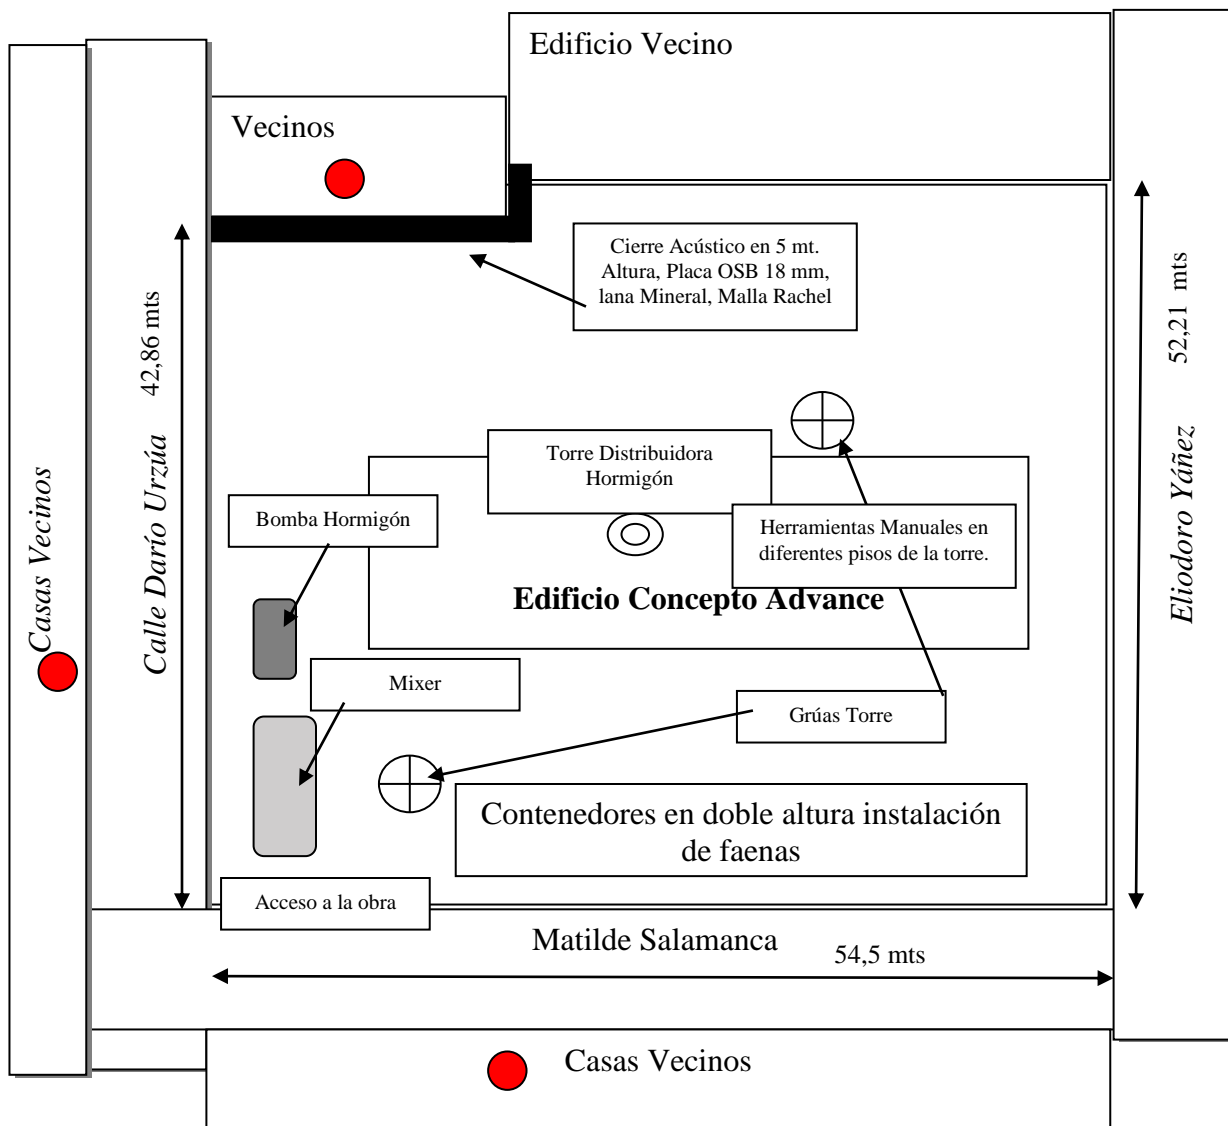 Edificio Vecino
Vecinos
Cierre Acústico en 5 mt.
Altura, Placa OSB 18 mm,
lana Mineral, Malla Rachel
42,86 mts
52,21 mts
Casas Vecinos
Calle Darío Urzúa
Eliodoro Yáñez
Torre Distribuidora
Hormigón
Bomba Hormigón
Herramientas Manuales en
diferentes pisos de la torre.
Edificio Concepto Advance
Mixer
Grúas Torre
Contenedores en doble altura instalación
de faenas
Acceso a la obra
Matilde Salamanca
54,5 mts
Casas Vecinos